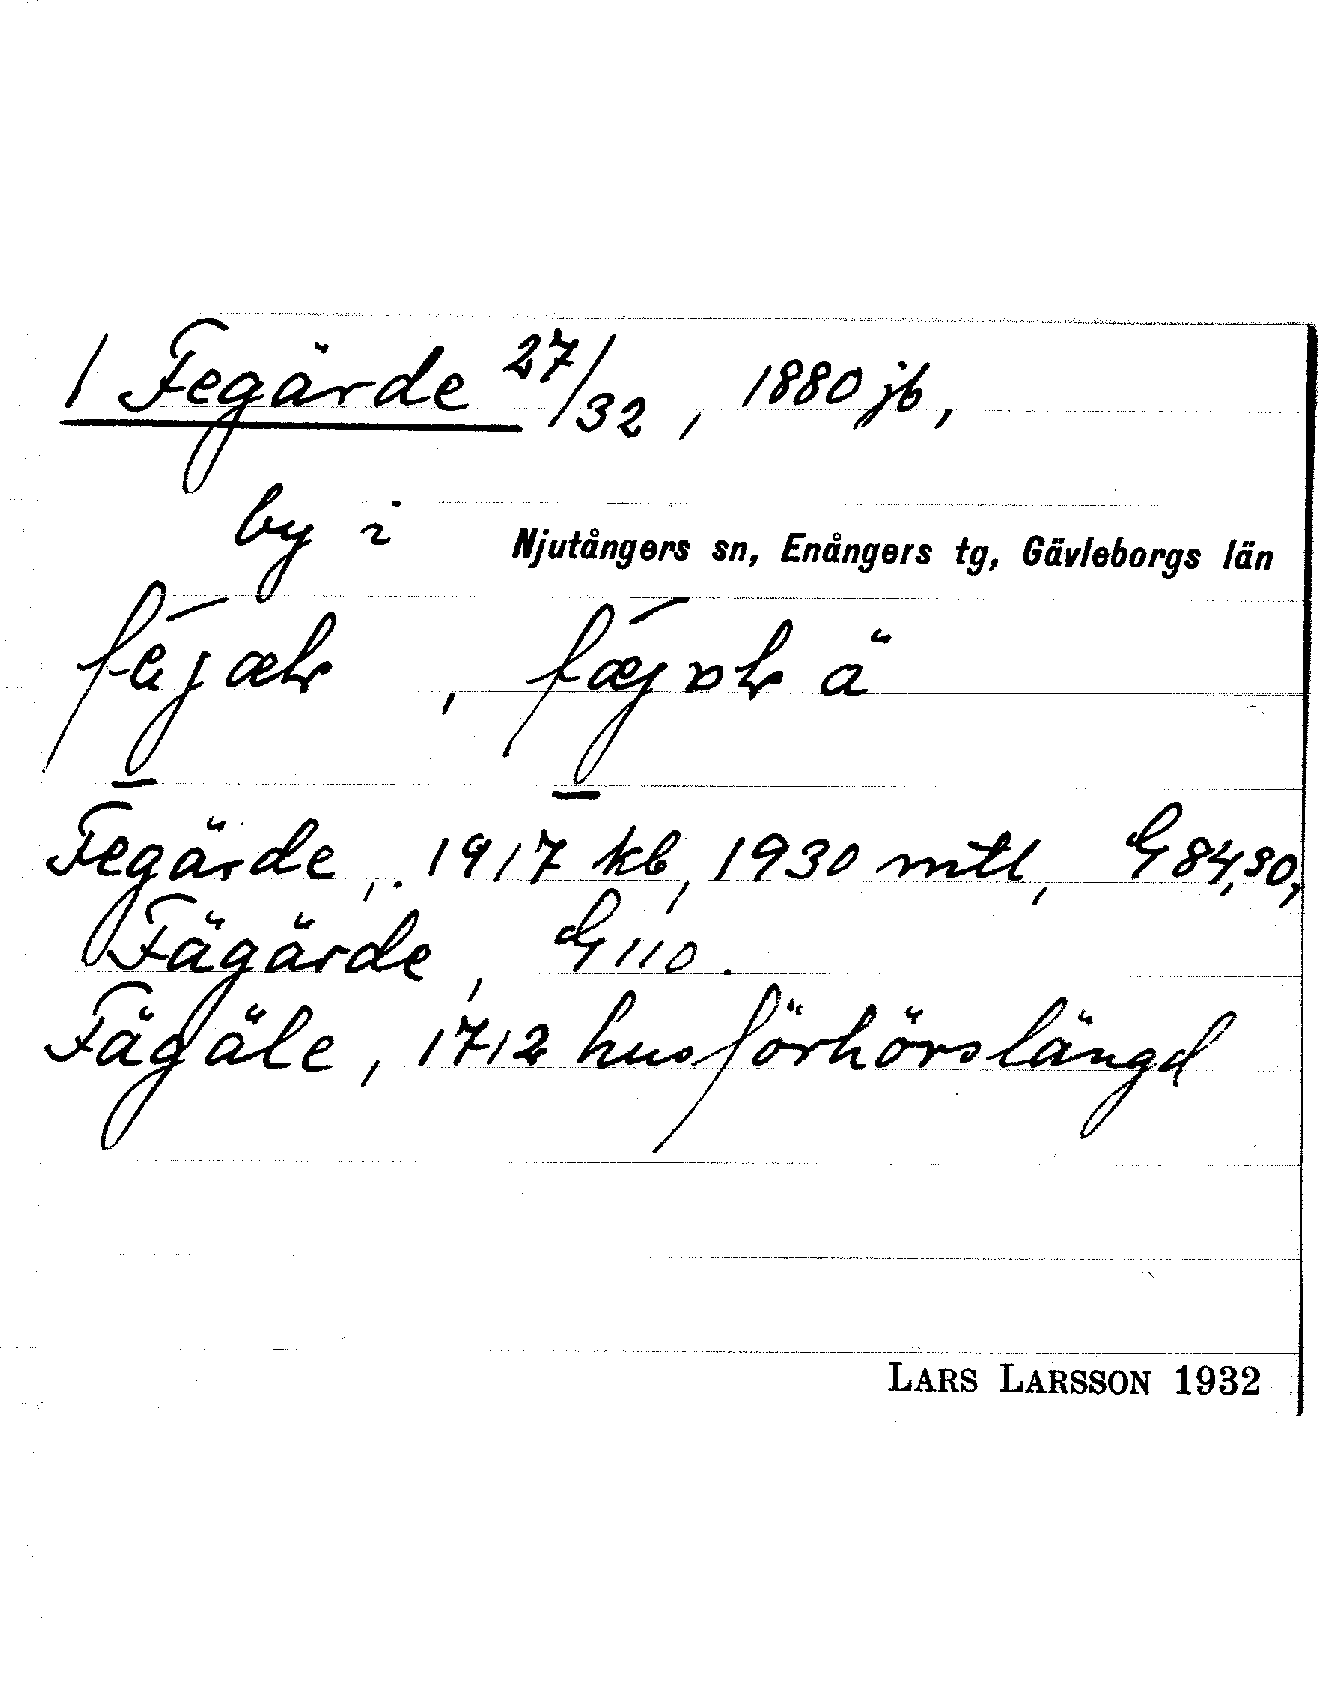 1 Fegärde 27/32, 1880 jb,
by i Njutångers sn, Enångers tg, Gävleborgs län
Fegärde, 1917 kb, 1930 mtl, G 84,90,
Fägärde, G 110.
Fägäle, 1712 husförhörslängd
LARS LARSSON 1932